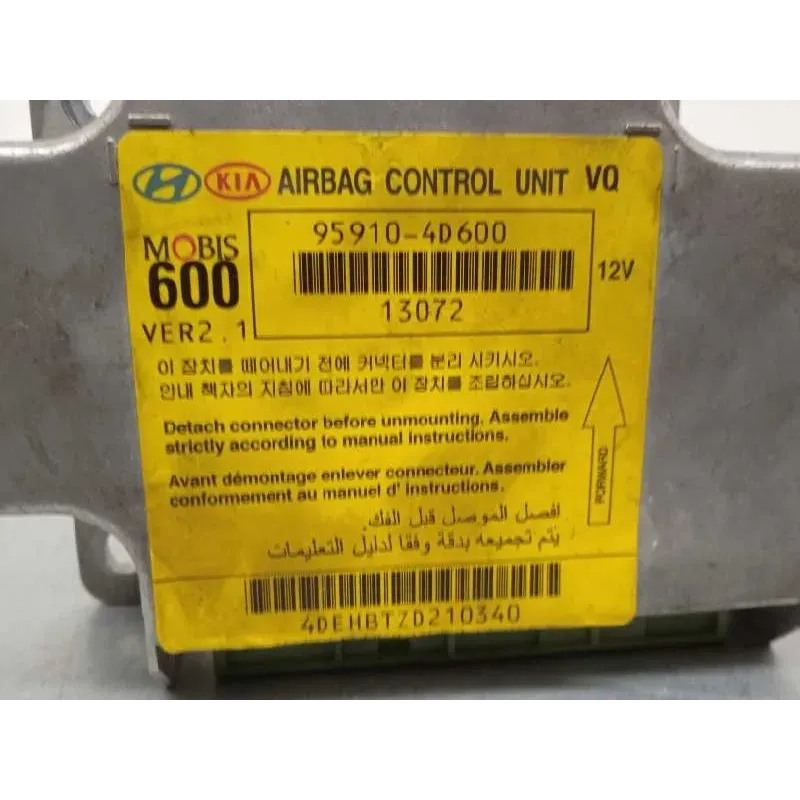 KIA AIRBAG CONTROL UNIT VQ
95910-4D600
MOBIS
600
12V
13072
VER2.1
이 장치를 떼어내기 전에 커넥터를 분리 시키시오.
안내 책자의 지침에 따라서만 이 장치를 조립하십시오.
Detach connector before unmounting. Assemble
strictly according to manual instructions.
Avant démontage enlever connecteur. Assembler
conformement au manuel d' instructions.
FORWARD
افصل الموصل قبل الفك.
يتم تجميعه بدقة وفقا لدليل التعليمات
4DEHBTZD210340